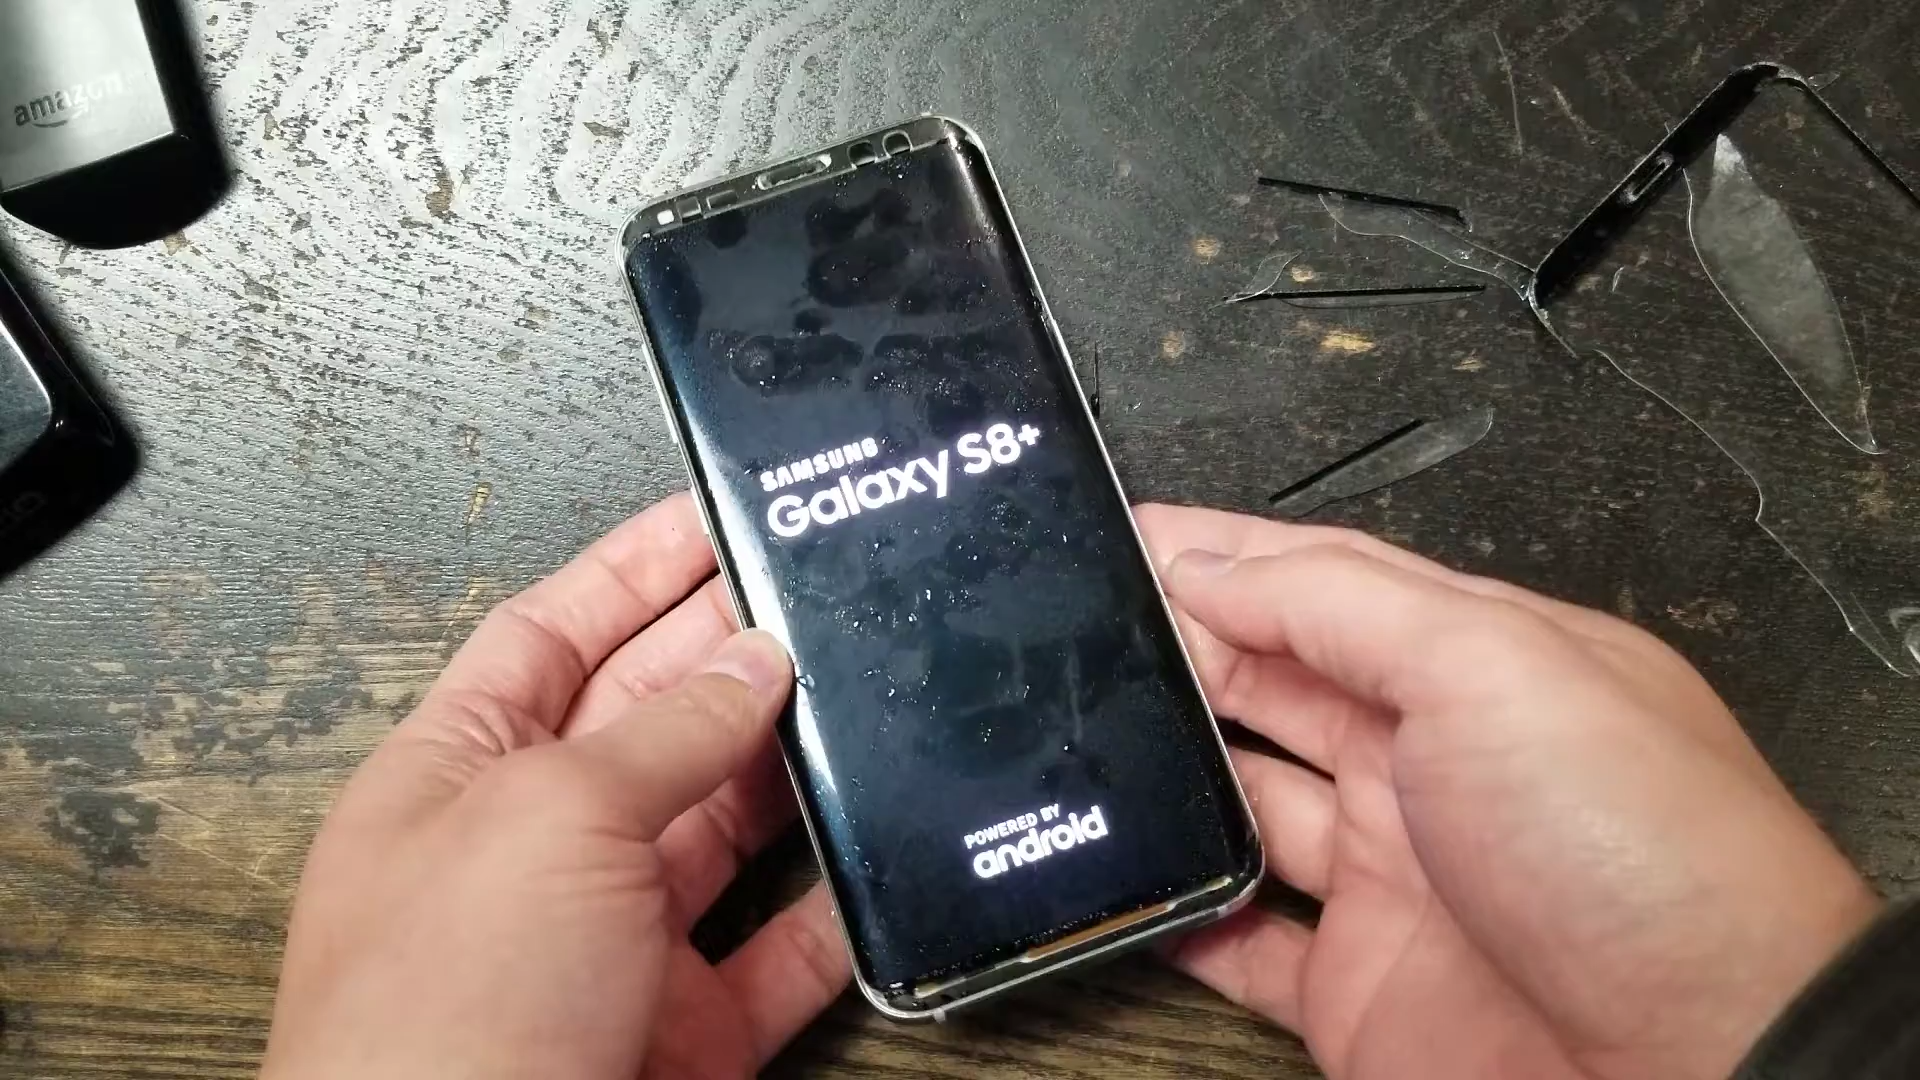 amazon
SAMSUNG
Galaxy S8+
POWERED BY
android